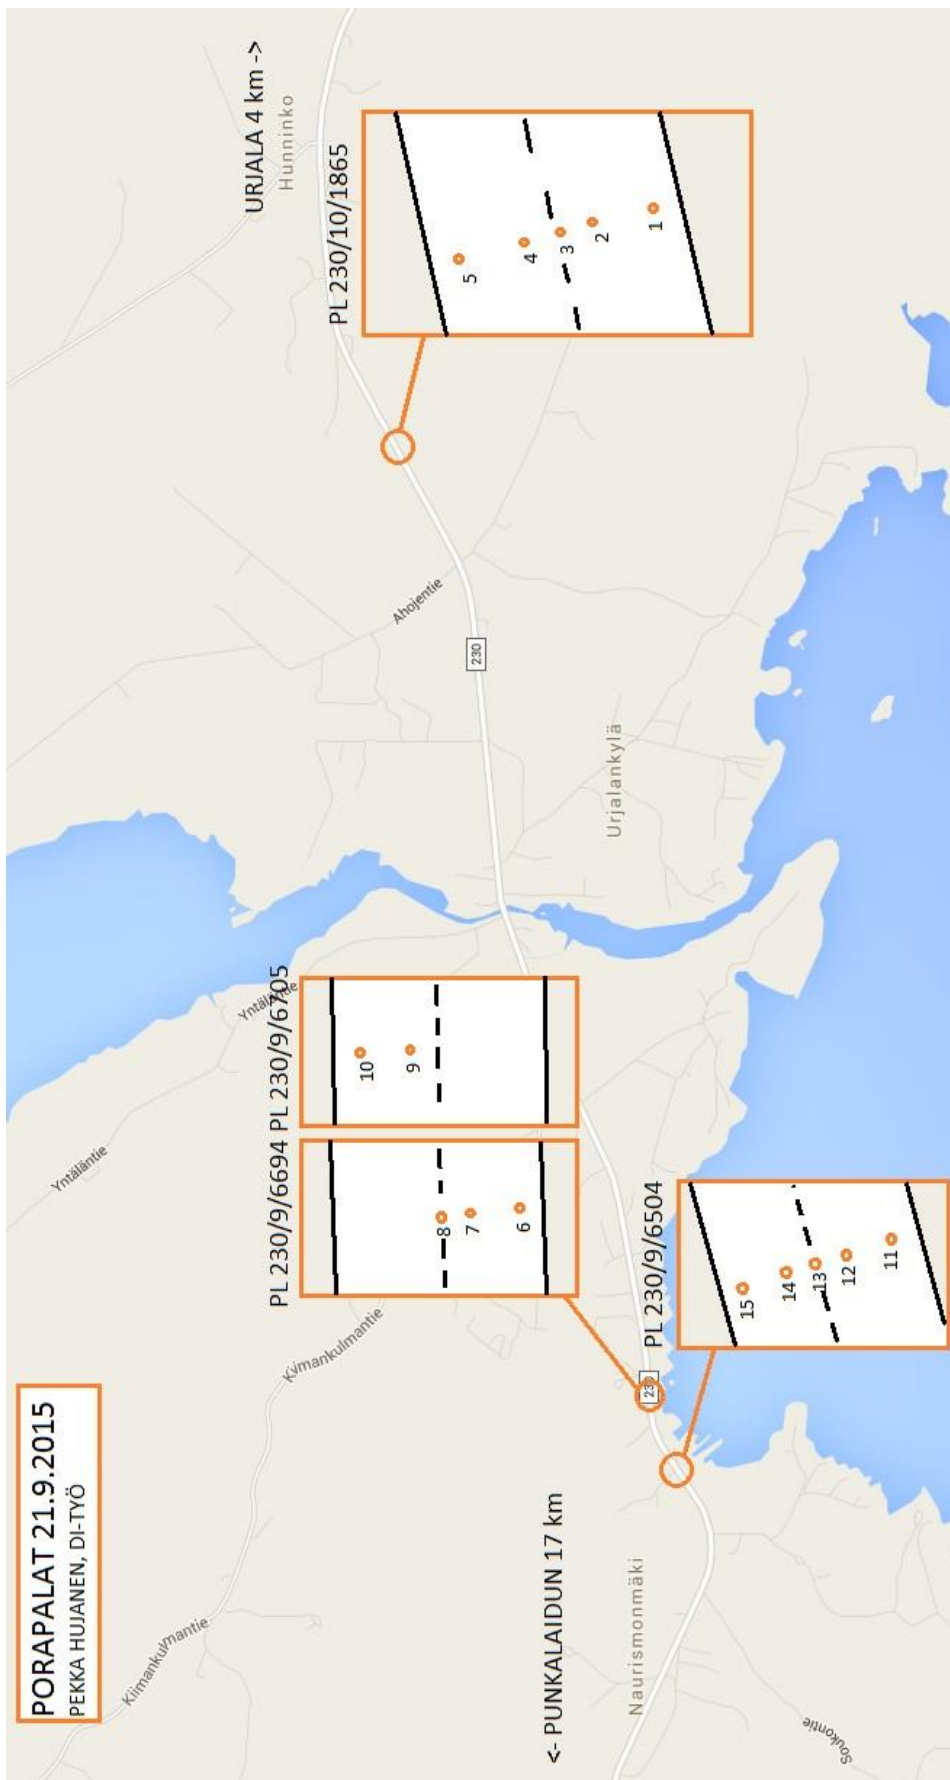 PORAPALAT 21.9.2015
PEKKA HUJANEN, DI-TYÖ
Kiimankulmantie
Kiimankulmantie
Yntäläntie
Yntäläntie
URJALA 4 km ->
Hunninko
PL 230/10/1865
5
4
3
2
1
Ahojentie
230
Urjalankylä
PL 230/9/6694
8
7
6
PL 230/9/6705
10
9
230
PL 230/9/6504
15
14
13
12
11
<- PUNKALAIDUN 17 km
Naurismonmäki
Soukontie